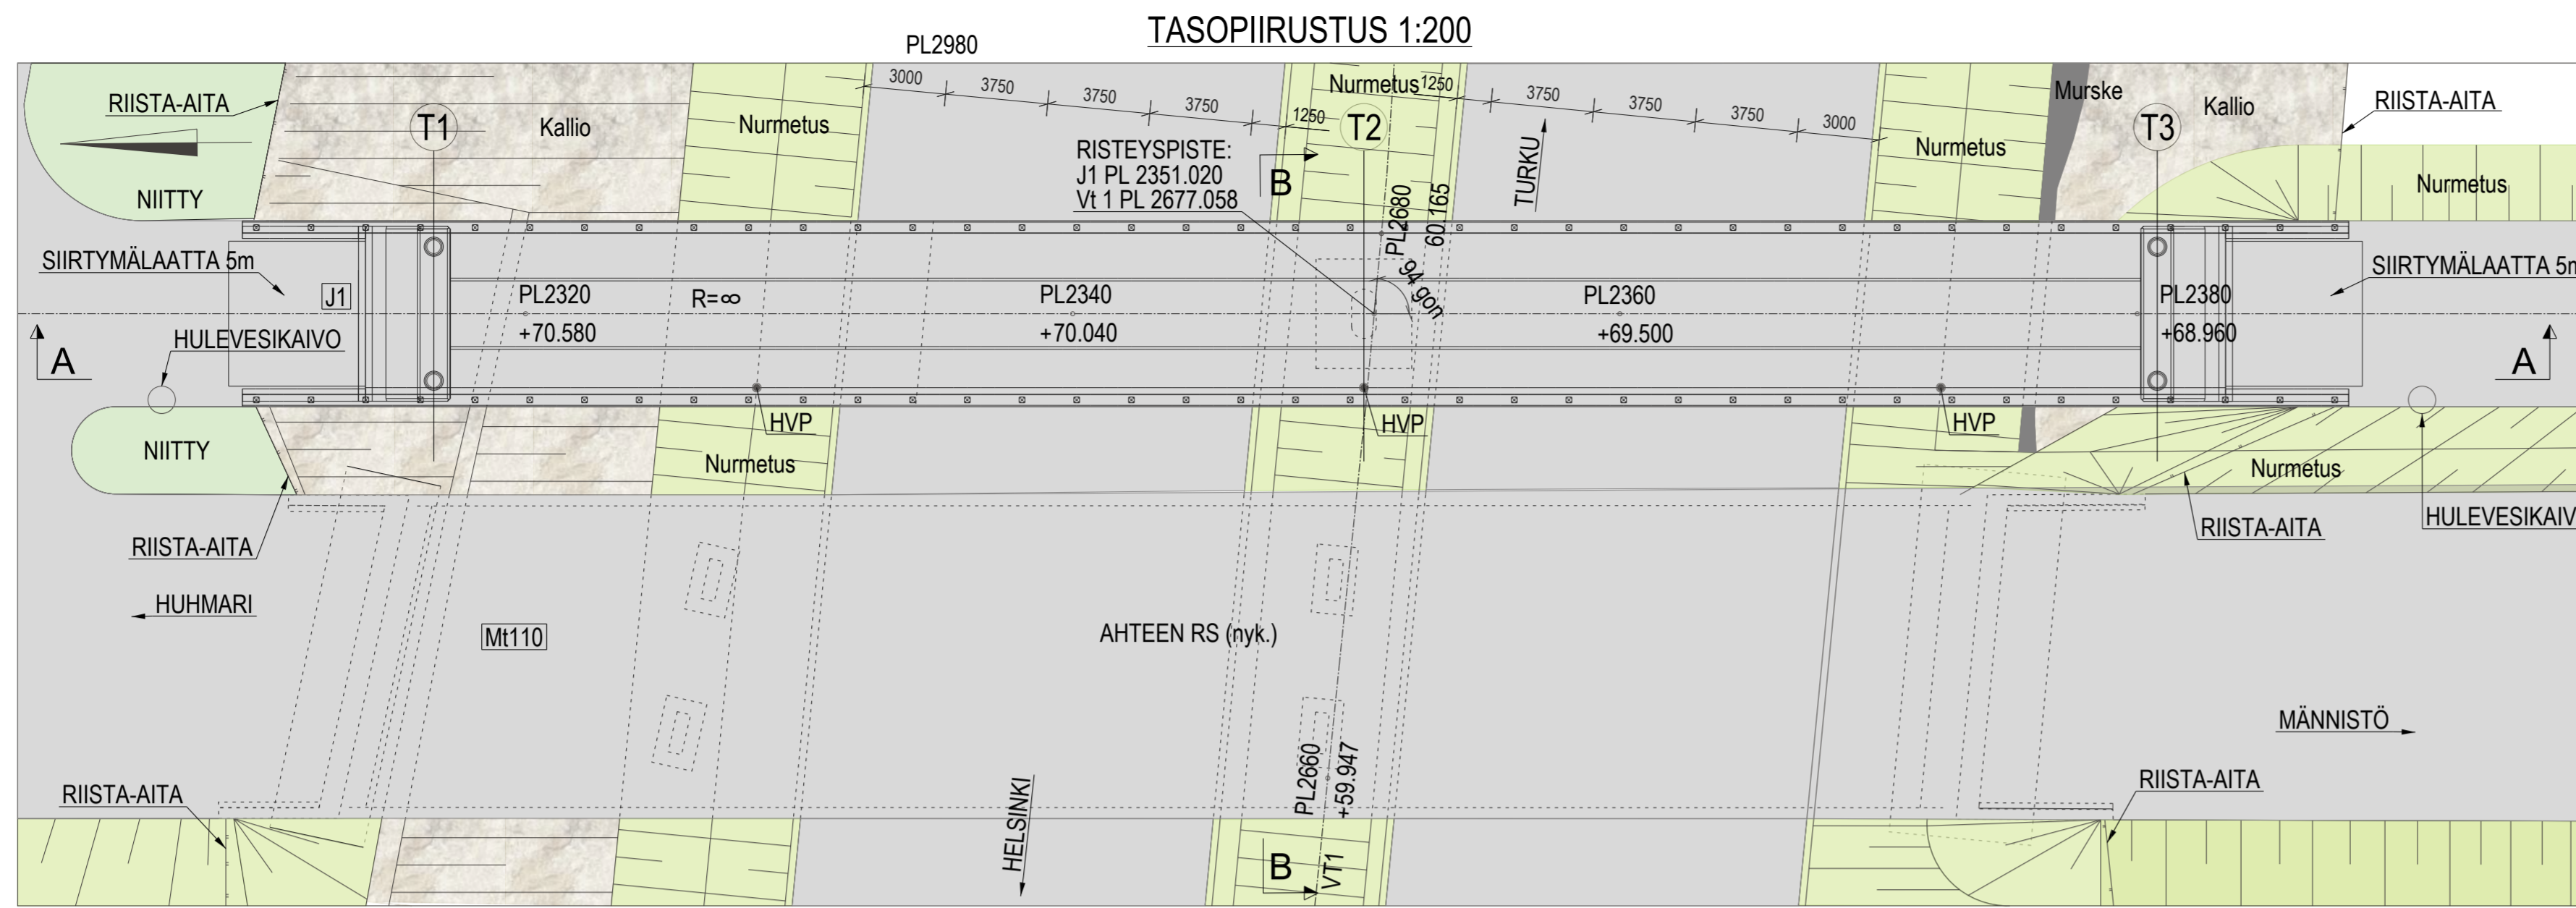 TASOPIIRUSTUS 1:200
PL2980
3000
3750
3750
3750
1250
Nurmetus
1250
3750
3750
3750
3000
RIISTA-AITA
T1
Kallio
Nurmetus
T2
TURKU
Nurmetus
Murske
Kallio
T3
RIISTA-AITA
NIITTY
RISTEYSPISTE:
J1 PL 2351.020
Vt 1 PL 2677.058
B
PL2680
60.165
Nurmetus
SIIRTYMÄLAATTA 5m
J1
PL2320
+70.580
R=∞
PL2340
+70.040
94 gon
PL2360
+69.500
PL2380
+68.960
SIIRTYMÄLAATTA 5m
A
HULEVESIKAIVO
A
NIITTY
HVP
HVP
HVP
Nurmetus
Nurmetus
RIISTA-AITA
RIISTA-AITA
HULEVESIKAIV
HUHMARI
Mt110
AHTEEN RS (nyk.)
MÄNNISTÖ
RIISTA-AITA
HELSINKI
PL2660
+59.947
RIISTA-AITA
B
VT1